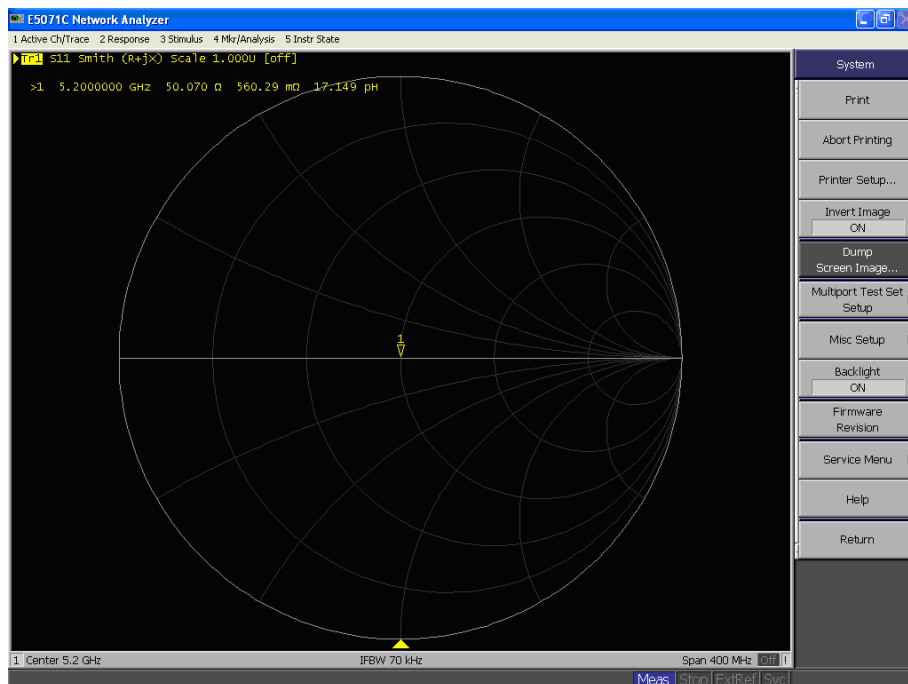 E5071C Network Analyzer
1 Active Ch/Trace 2 Response 3 Stimulus 4 Mkr/Analysis 5 Instr State
Tr1 S11 Smith (R+jX) Scale 1.000U [off]
>1 5.2000000 GHz 50.070 Ω 560.29 mΩ 17.149 pH
1
System
Print
Abort Printing
Printer Setup...
Invert Image
ON
Dump
Screen Image...
Multiport Test Set
Setup
Misc Setup
Backlight
ON
Firmware
Revision
Service Menu
Help
Return
1 Center 5.2 GHz IFBW 70 kHz Span 400 MHz Off !
Meas Stop ExtRef Svc